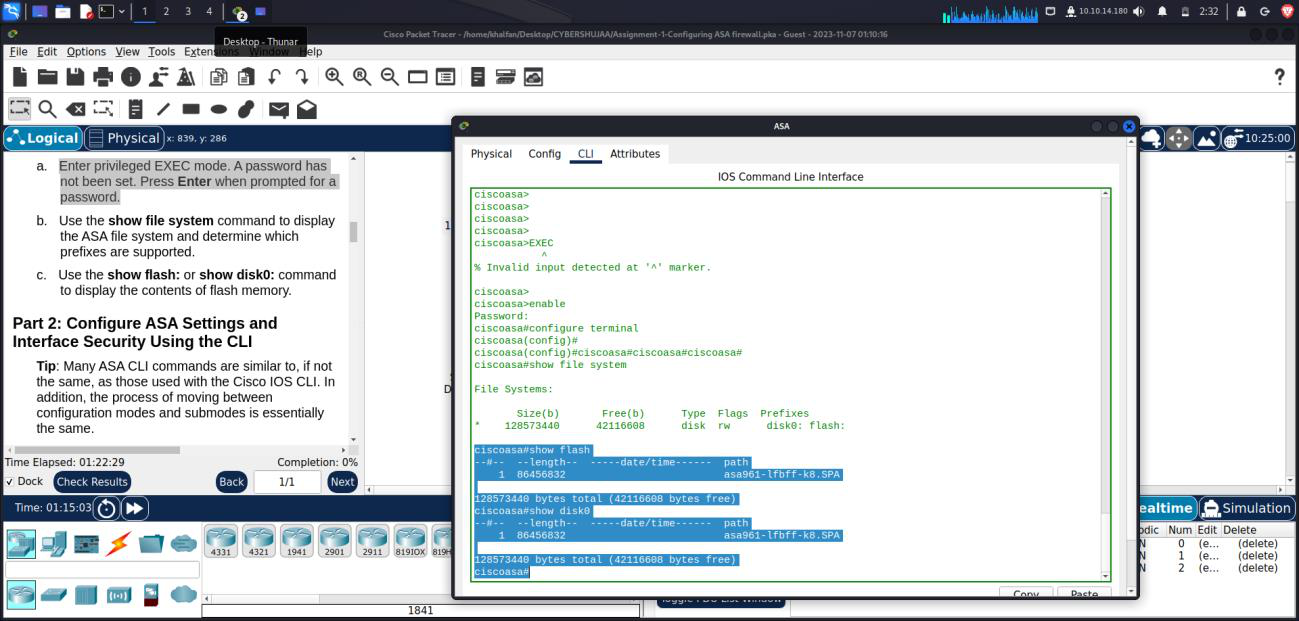 1 2 3 4 2 10.10.14.180 2:32
Desktop - Thunar
Cisco Packet Tracer - /home/khalfan/Desktop/CYBERSHUJAA/Assignment-1-Configuring ASA firewall.pka - Guest - 2023-11-07 01:10:16
File Edit Options View Tools Extensions Window Help
Logical Physical x: 839, y: 286
10:25:00
a. Enter privileged EXEC mode. A password has
not been set. Press Enter when prompted for a
password.
b. Use the show file system command to display
the ASA file system and determine which
prefixes are supported.
c. Use the show flash: or show disk0: command
to display the contents of flash memory.
Part 2: Configure ASA Settings and
Interface Security Using the CLI
Tip: Many ASA CLI commands are similar to, if not
the same, as those used with the Cisco IOS CLI. In
addition, the process of moving between
configuration modes and submodes is essentially
the same.
Time Elapsed: 01:22:29 Completion: 0%
Dock Check Results Back 1/1 Next
Time: 01:15:03
4331 4321 1941 2901 2911 819IOX 819H
1841
ASA
Physical Config CLI Attributes
IOS Command Line Interface
ciscoasa>
ciscoasa>
ciscoasa>
ciscoasa>
ciscoasa>EXEC
^
% Invalid input detected at '^' marker.
ciscoasa>
ciscoasa>enable
Password:
ciscoasa#configure terminal
ciscoasa(config)#
ciscoasa(config)#ciscoasa#ciscoasa#ciscoasa#
ciscoasa#show file system
File Systems:
Size(b) Free(b) Type Flags Prefixes
* 128573440 42116608 disk rw disk0: flash:
ciscoasa#show flash
--#-- --length-- -----date/time------ path
1 86456832 asa961-lfbff-k8.SPA
128573440 bytes total (42116608 bytes free)
ciscoasa#show disk0
--#-- --length-- -----date/time------ path
1 86456832 asa961-lfbff-k8.SPA
128573440 bytes total (42116608 bytes free)
ciscoasa#
Copy Paste
ealtime Simulation
odic Num Edit Delete
N 0 (e... (delete)
N 1 (e... (delete)
N 2 (e... (delete)